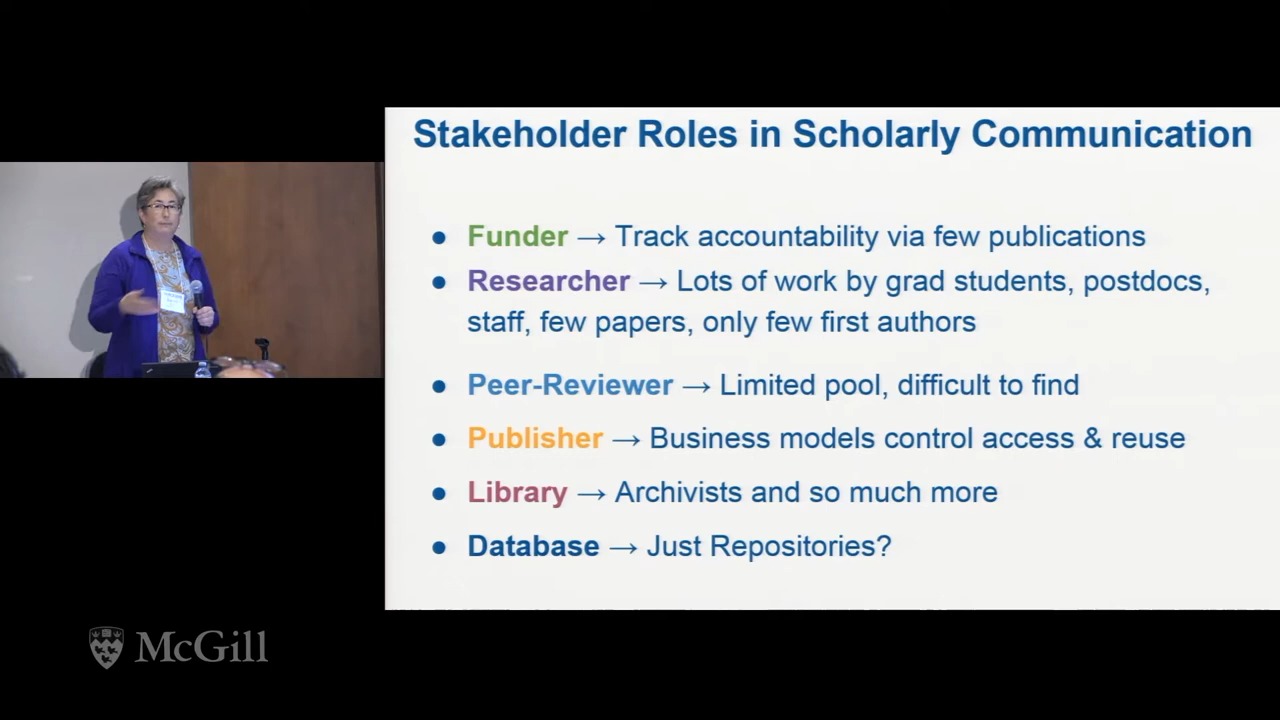 Stakeholder Roles in Scholarly Communication
● Funder → Track accountability via few publications
● Researcher → Lots of work by grad students, postdocs,
staff, few papers, only few first authors
● Peer-Reviewer → Limited pool, difficult to find
● Publisher → Business models control access & reuse
● Library → Archivists and so much more
● Database → Just Repositories?
McGill